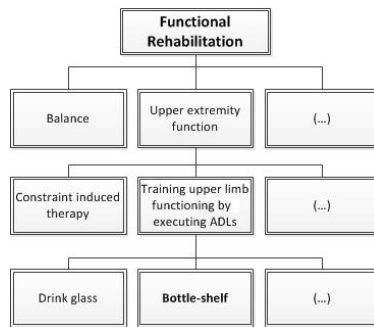 Functional
Rehabilitation
Balance
Upper extremity
function
(...)
Constraint induced
therapy
Training upper limb
functioning by
executing ADLs
(...)
Drink glass
Bottle-shelf
(...)